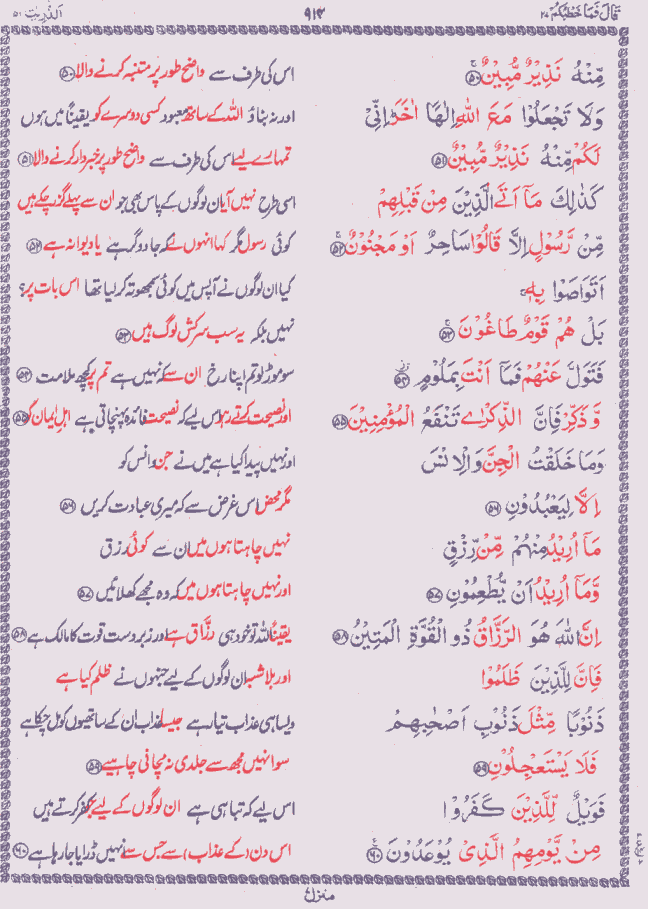 قَالَ فَمَا خَطْبُكُمْ ۲۷ ۹۱۳ الذّٰرِیٰت ۵۱
مِّنْهُ نَذِیْرٌ مُّبِیْنٌ ۵۰ اس کی طرف سے واضح طور پر متنبہ کرنے والا ۵۰
وَلَا تَجْعَلُوْا مَعَ اللّٰهِ اِلٰهًا اٰخَرَ اِنِّیْ اور نہ بناؤ اللہ کے ساتھ معبود کسی دوسرے کو یقیناً میں ہوں
لَكُمْ مِّنْهُ نَذِیْرٌ مُّبِیْنٌ ۵۱ تمہارے لیے اس کی طرف سے واضح طور پر خبردار کرنے والا ۵۱
كَذٰلِكَ مَاۤ اَتَی الَّذِیْنَ مِنْ قَبْلِهِمْ اسی طرح نہیں آیا ان لوگوں کے پاس بھی جو ان سے پہلے گزر چکے ہیں
مِّنْ رَّسُوْلٍ اِلَّا قَالُوْا سَاحِرٌ اَوْ مَجْنُوْنٌ ۵۲ کوئی رسول مگر کہا انہوں نے کہ جادوگر ہے یا دیوانہ ہے ۵۲
اَتَوَاصَوْا بِهٖ کیا ان لوگوں نے آپس میں کوئی سمجھوتہ کر لیا تھا اس بات پر؟
بَلْ هُمْ قَوْمٌ طَاغُوْنَ ۵۳ نہیں بلکہ یہ سب سرکش لوگ ہیں ۵۳
فَتَوَلَّ عَنْهُمْ فَمَاۤ اَنْتَ بِمَلُوْمٍ ۵۴ سو موڑ لو تم اپنا رخ ان سے کہ نہیں ہے تم پر کچھ ملامت ۵۴
وَّ ذَكِّرْ فَاِنَّ الذِّكْرٰی تَنْفَعُ الْمُؤْمِنِیْنَ ۵۵ اور نصیحت کرتے رہو اس لیے کہ نصیحت فائدہ پہنچاتی ہے اہلِ ایمان کو ۵۵
وَمَا خَلَقْتُ الْجِنَّ وَالْاِنْسَ اور نہیں پیدا کیا ہے میں نے جن و انس کو
اِلَّا لِیَعْبُدُوْنِ ۵۶ مگر محض اس غرض سے کہ میری عبادت کریں ۵۶
مَاۤ اُرِیْدُ مِنْهُمْ مِّنْ رِّزْقٍ نہیں چاہتا ہوں میں ان سے کوئی رزق
وَّمَاۤ اُرِیْدُ اَنْ یُّطْعِمُوْنِ ۵۷ اور نہیں چاہتا ہوں میں کہ وہ مجھے کھلائیں ۵۷
اِنَّ اللّٰهَ هُوَ الرَّزَّاقُ ذُو الْقُوَّةِ الْمَتِیْنُ ۵۸ یقیناً اللہ تو خود ہی رزّاق ہے اور زبردست قوت کا مالک ہے ۵۸
فَاِنَّ لِلَّذِیْنَ ظَلَمُوْا اور بلاشبہ ان لوگوں کے لیے جنہوں نے ظلم کیا ہے
ذَنُوْبًا مِّثْلَ ذَنُوْبِ اَصْحٰبِهِمْ ویسا ہی عذاب تیار ہے جیسا عذاب ان کے ساتھیوں کو مل چکا ہے
فَلَا یَسْتَعْجِلُوْنِ ۵۹ سو انہیں مجھ سے جلدی نہ مچانی چاہیے ۵۹
فَوَیْلٌ لِّلَّذِیْنَ كَفَرُوْا اس لیے کہ تباہی ہے ان لوگوں کے لیے جو کفر کرتے ہیں
مِنْ یَّوْمِهِمُ الَّذِیْ یُوْعَدُوْنَ ۶۰ اس دن (کے عذاب) سے جس سے انہیں ڈرایا جا رہا ہے ۶۰
منزل